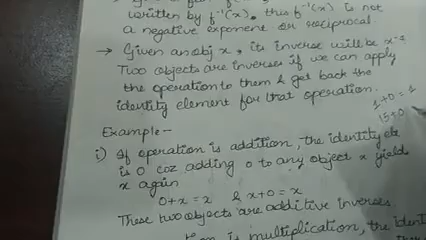 written by f⁻¹(x). this f⁻¹(x) is not
a negative exponent or reciprocal
→ Given an obj x, its inverse will be x⁻¹
Two objects are inverses if we can apply
the operation to them & get back the
identity element for that operation.
1+0=1
15+0
Example -
i) If operation is addition, the identity ele
is 0 coz adding 0 to any object x yield
x again
0+x=x & x+0=x
These two objects are additive inverses.
is multiplication, the identi